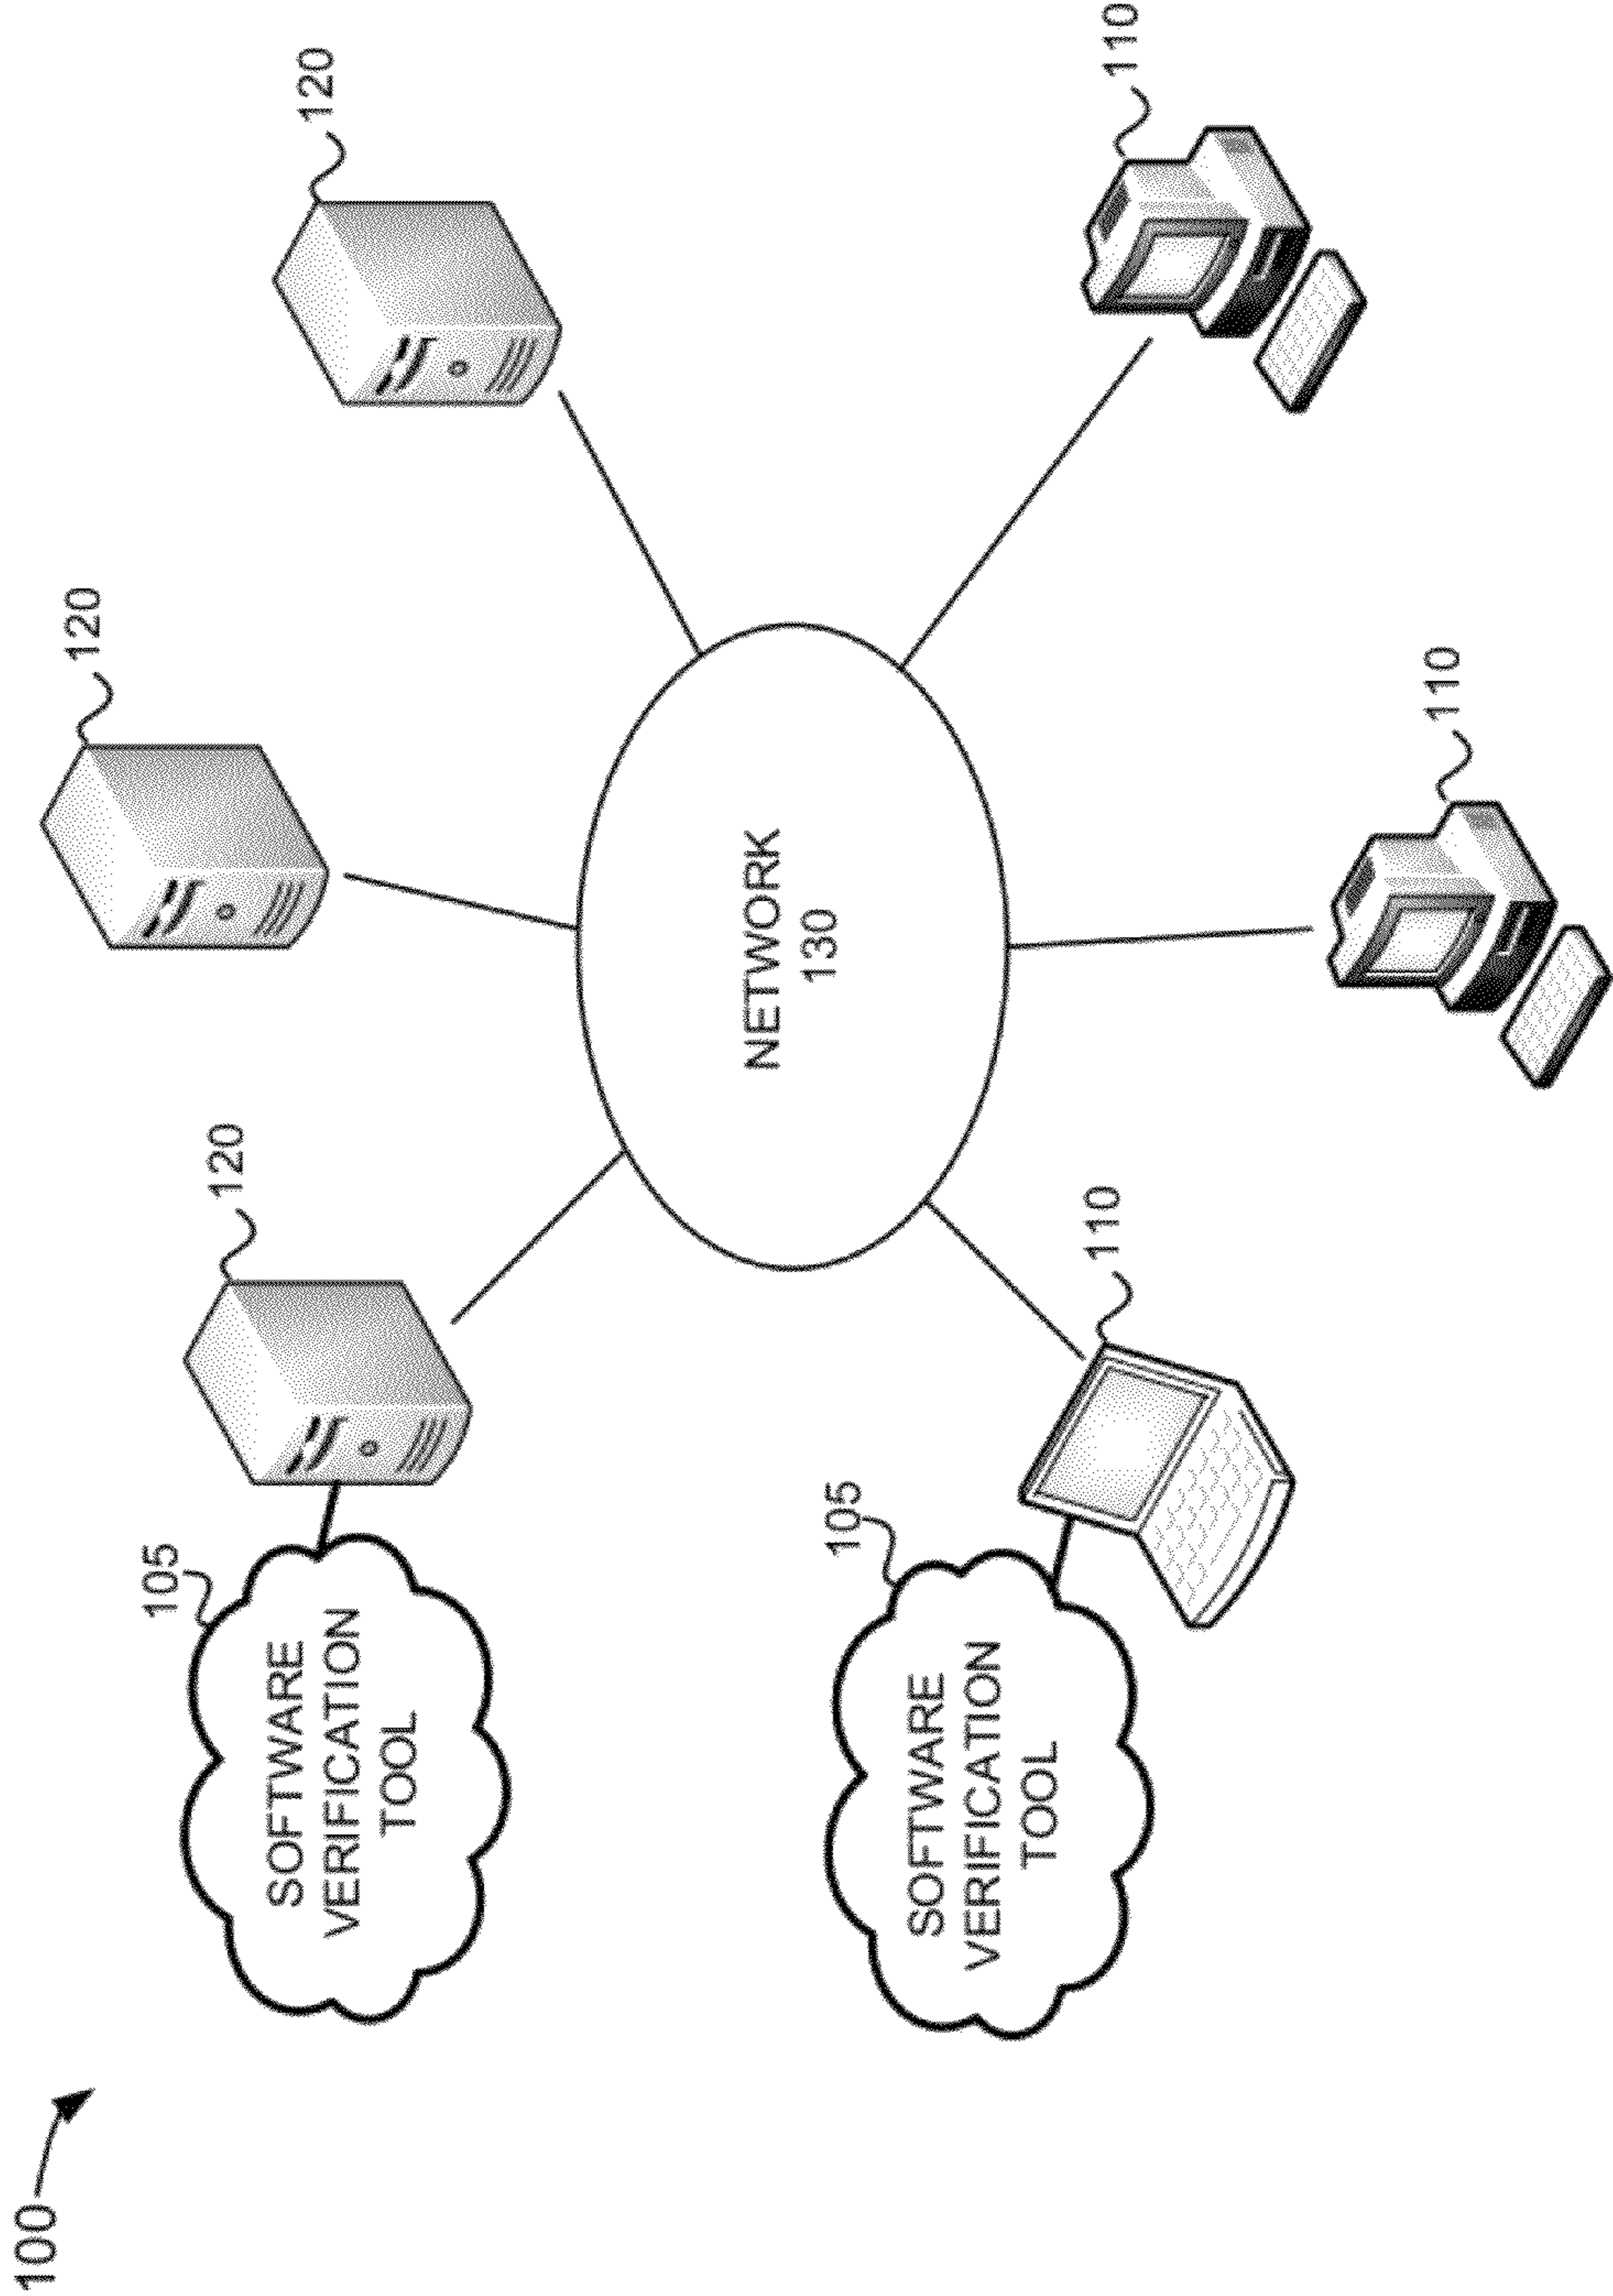 100
105
SOFTWARE
VERIFICATION
TOOL
120
120
120
NETWORK
130
105
SOFTWARE
VERIFICATION
TOOL
110
110
110